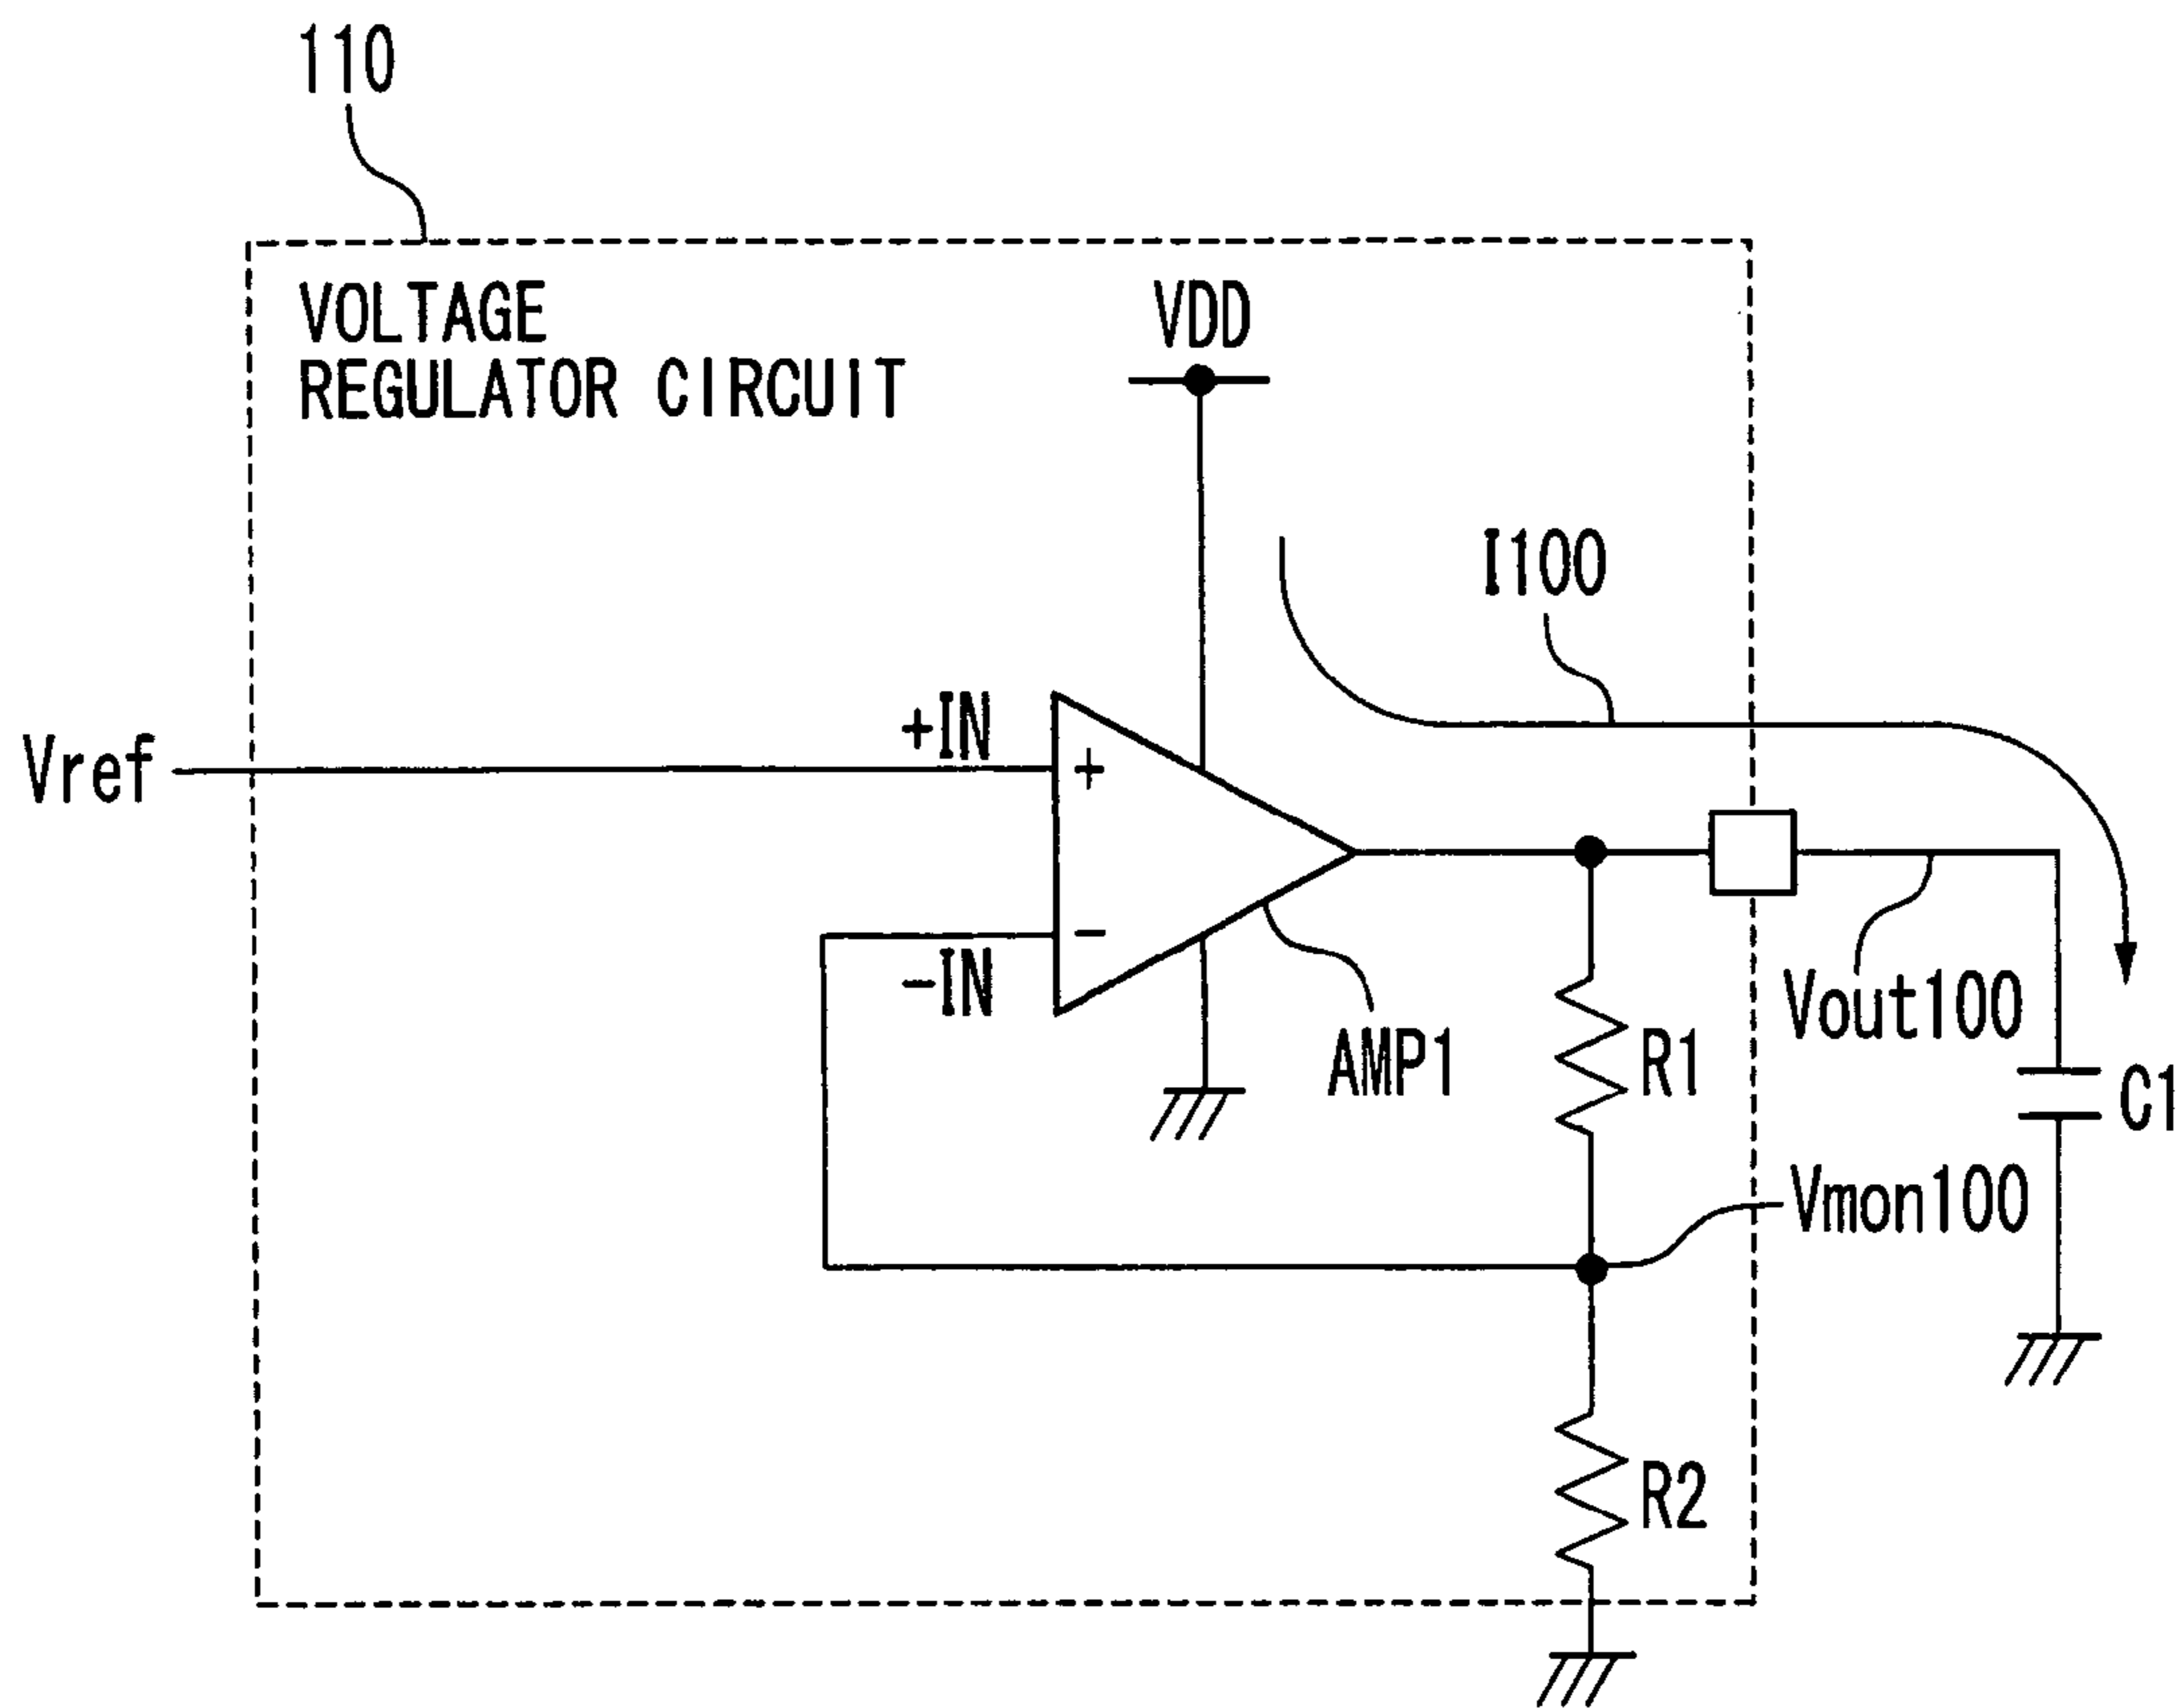 110
VOLTAGE
REGULATOR CIRCUIT
VDD
I100
+IN
Vref
+
-
-IN
AMP1
R1
Vout100
C1
Vmon100
R2